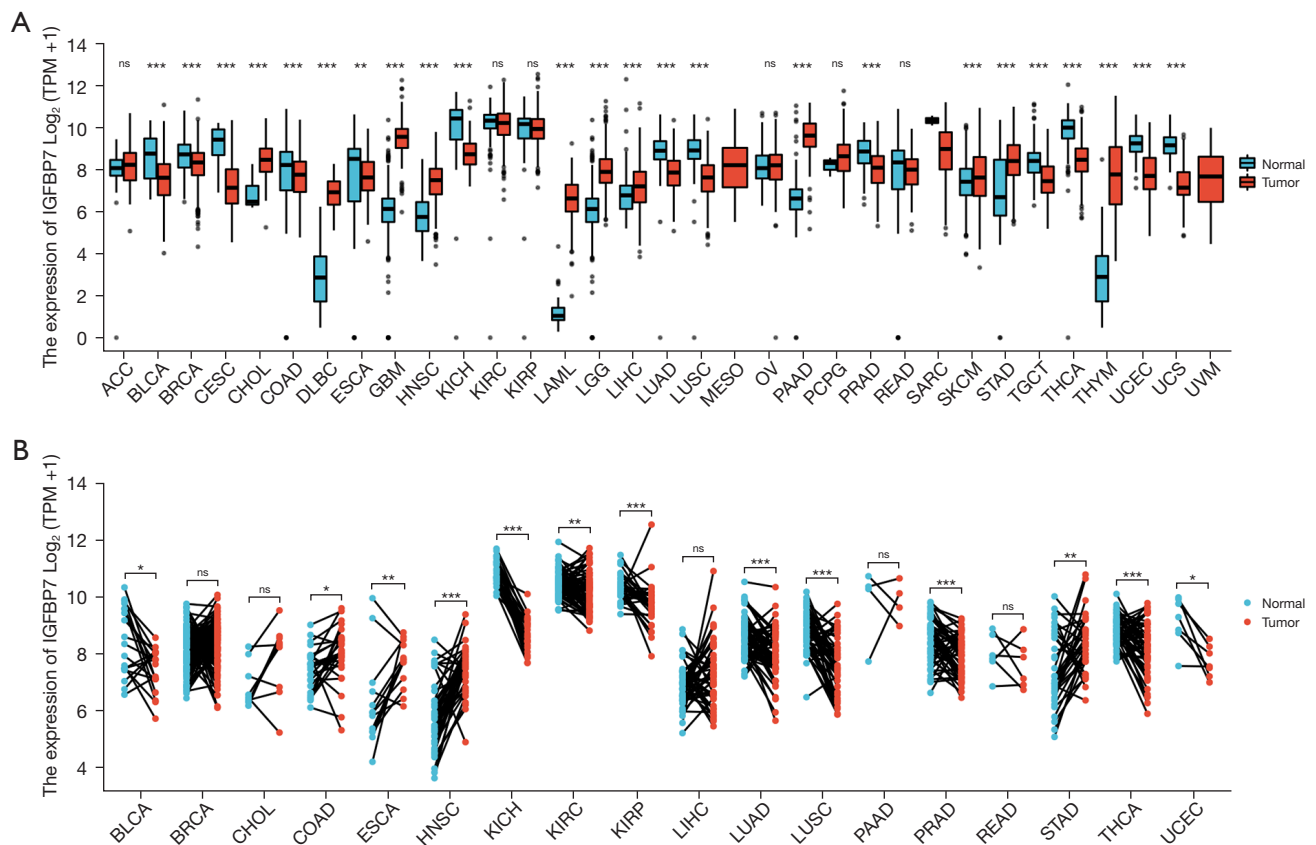 A
The expression of IGFBP7 Log₂ (TPM +1)
14
12
10
8
6
4
2
0
ns *** *** *** *** *** *** ** *** *** *** ns ns *** *** *** *** *** ns *** ns *** ns *** *** *** *** *** *** ***
Normal
Tumor
ACC BLCA BRCA CESC CHOL COAD DLBC ESCA GBM HNSC KICH KIRC KIRP LAML LGG LIHC LUAD LUSC MESO OV PAAD PCPG PRAD READ SARC SKCM STAD TGCT THCA THYM UCEC UCS UVM
B
The expression of IGFBP7 Log₂ (TPM +1)
14
12
10
8
6
4
* ns ns * ** *** *** ** *** ns *** *** ns *** ns ** *** *
Normal
Tumor
BLCA BRCA CHOL COAD ESCA HNSC KICH KIRC KIRP LIHC LUAD LUSC PAAD PRAD READ STAD THCA UCEC